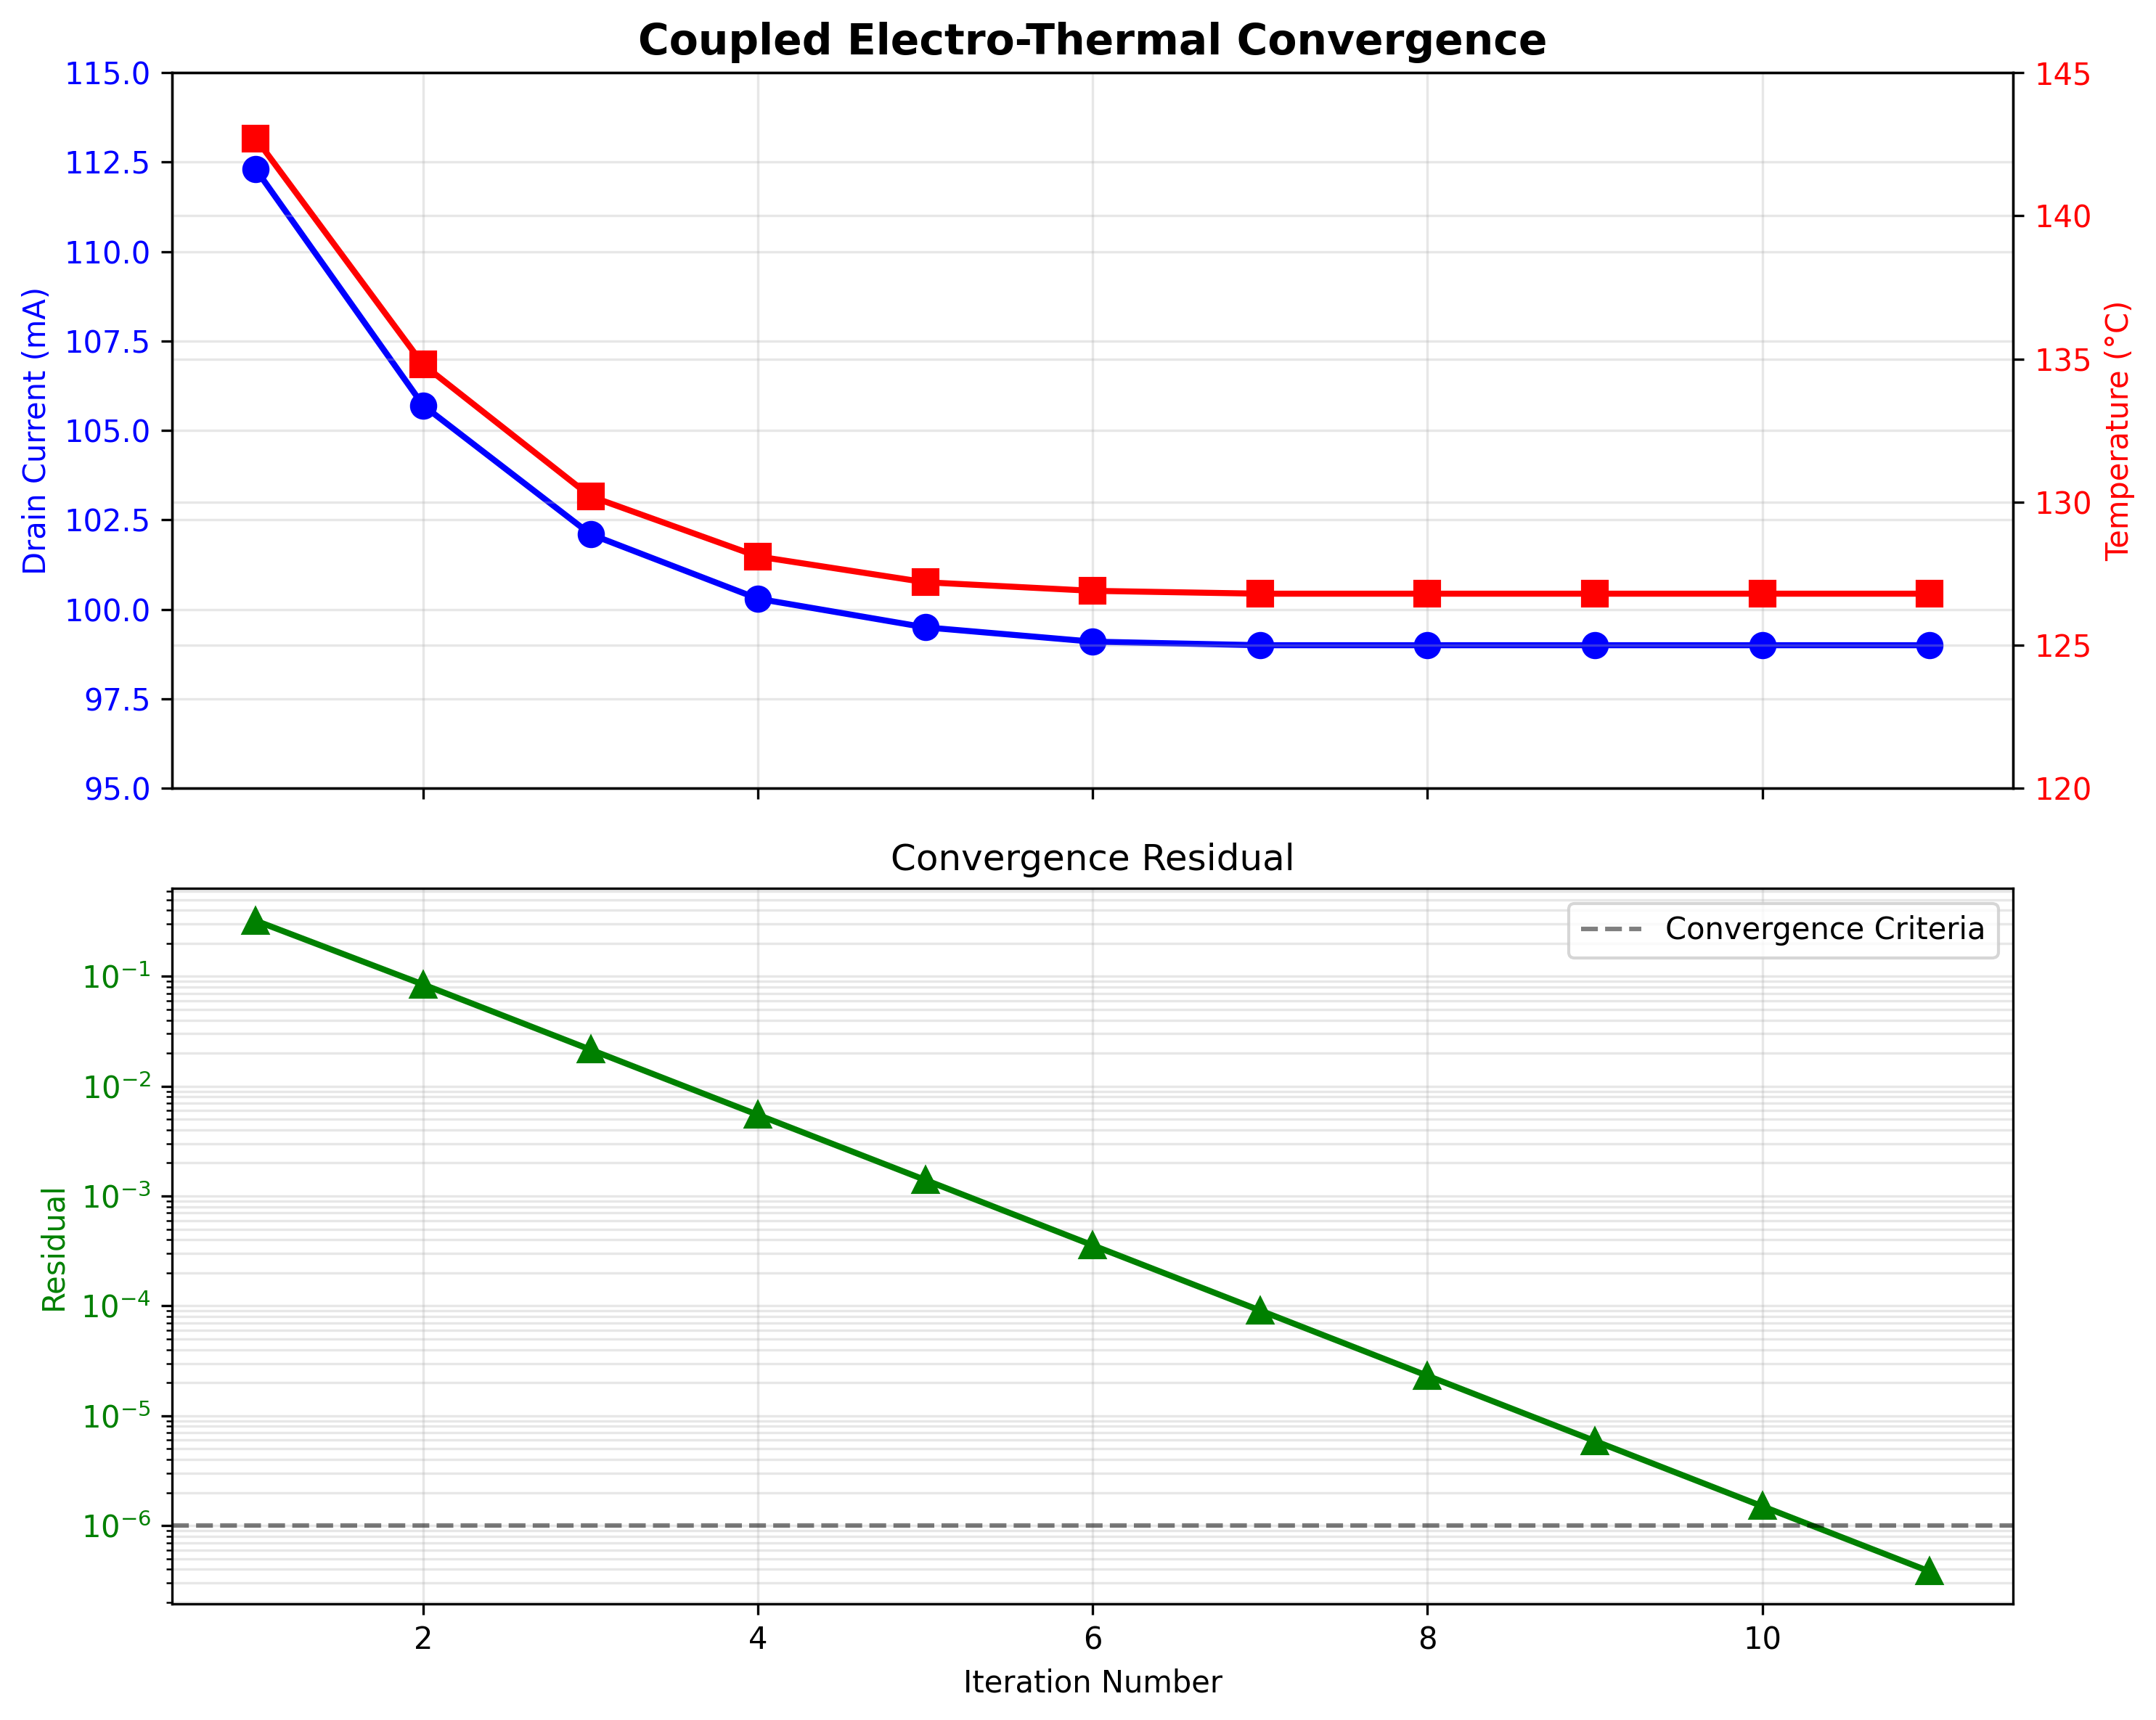 Coupled Electro-Thermal Convergence
115.0
112.5
110.0
107.5
105.0
102.5
100.0
97.5
95.0
Drain Current (mA)
145
140
135
130
125
120
Temperature (°C)
Convergence Residual
Convergence Criteria
10⁻¹
10⁻²
10⁻³
10⁻⁴
10⁻⁵
10⁻⁶
Residual
2 4 6 8 10
Iteration Number